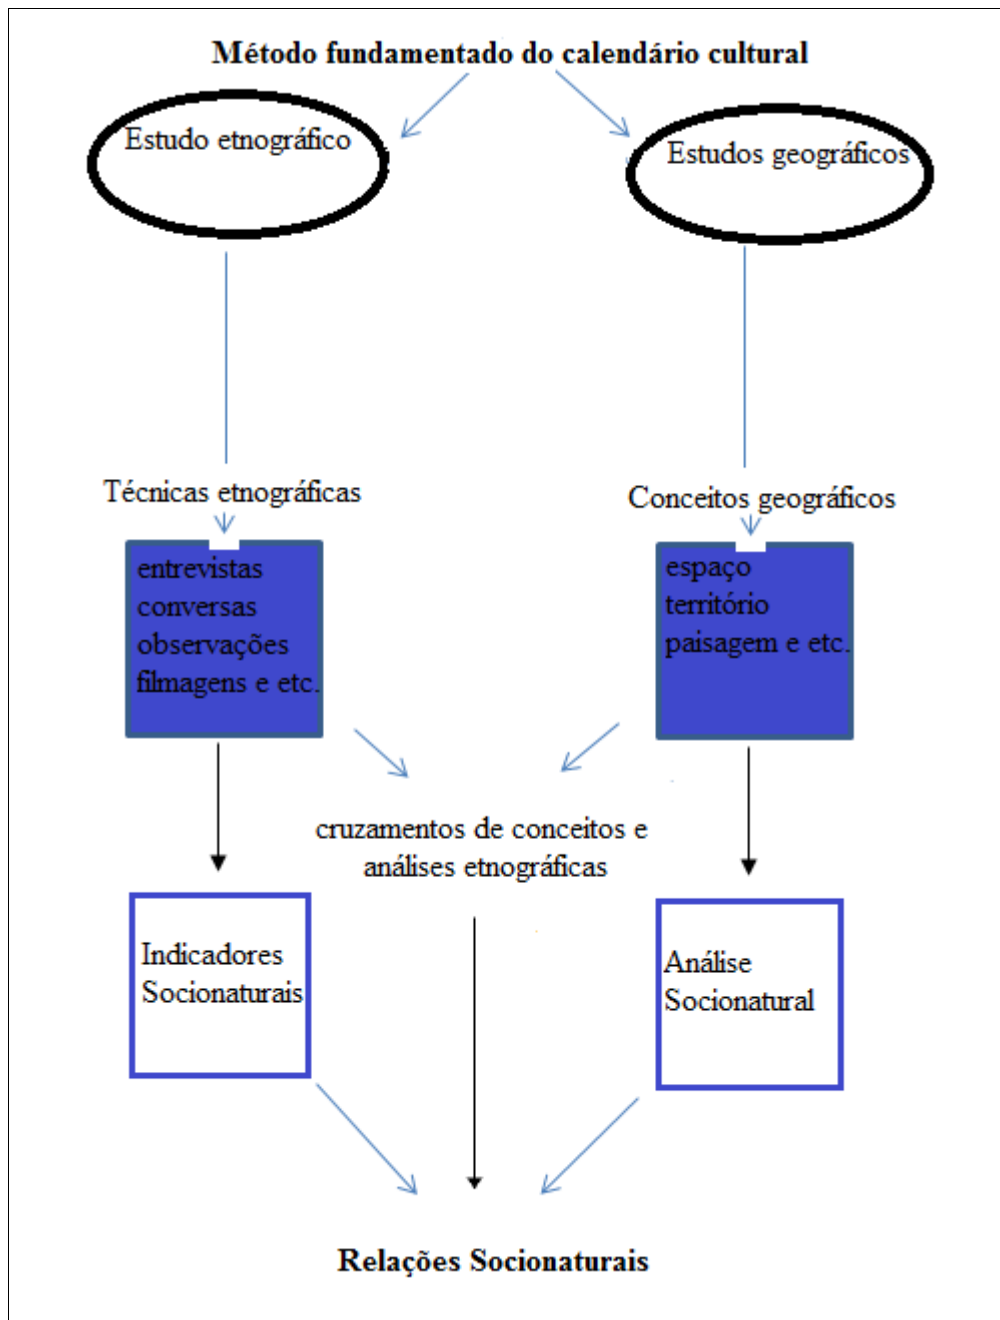 Método fundamentado do calendário cultural
Estudo etnográfico
Estudos geográficos
Técnicas etnográficas
Conceitos geográficos
entrevistas
conversas
observações
filmagens e etc.
espaço
território
paisagem e etc.
cruzamentos de conceitos e
análises etnográficas
Indicadores
Socionaturais
Análise
Socionatural
Relações Socionaturais